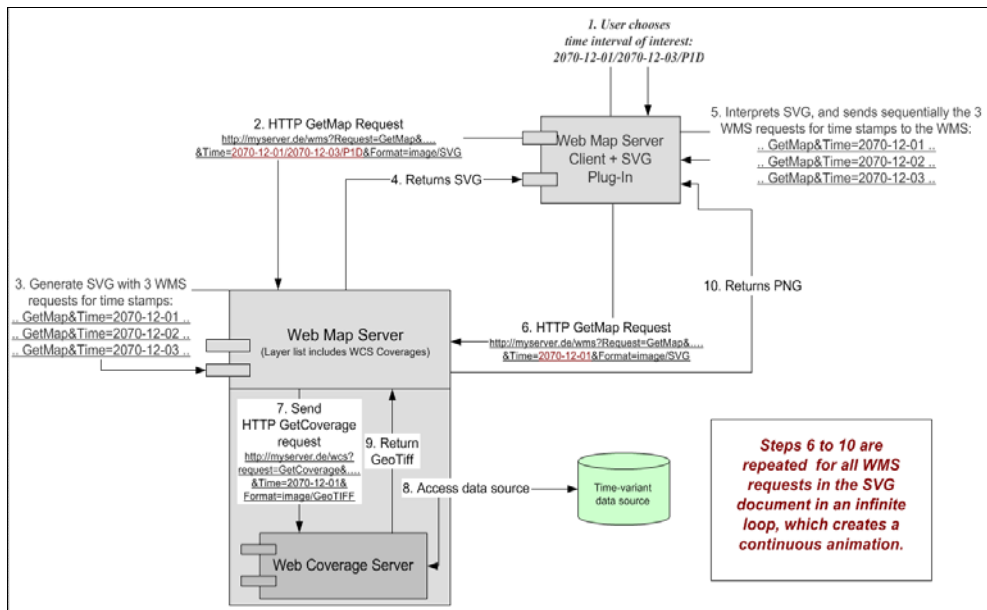 1. User chooses
time interval of interest:
2070-12-01/2070-12-03/P1D
2. HTTP GetMap Request
http://myserver.de/wms?Request=GetMap&.....
&Time=2070-12-01/2070-12-03/P1D&Format=image/SVG
Web Map Server
Client + SVG
Plug-In
5. Interprets SVG, and sends sequentially the 3
WMS requests for time stamps to the WMS:
.. GetMap&Time=2070-12-01 ..
.. GetMap&Time=2070-12-02 ..
.. GetMap&Time=2070-12-03 ..
4. Returns SVG
3. Generate SVG with 3 WMS
requests for time stamps:
.. GetMap&Time=2070-12-01 ..
.. GetMap&Time=2070-12-02 ..
.. GetMap&Time=2070-12-03 ..
Web Map Server
(Layer list includes WCS Coverages)
6. HTTP GetMap Request
http://myserver.de/wms?Request=GetMap&.....
&Time=2070-12-01&Format=image/SVG
10. Returns PNG
7. Send
HTTP GetCoverage
request
http://myserver.de/wcs?
request=GetCoverage&.....
&Time=2070-12-01&
Format=image/GeoTIFF
9. Return
GeoTiff
8. Access data source
Time-variant
data source
Web Coverage Server
Steps 6 to 10 are
repeated for all WMS
requests in the SVG
document in an infinite
loop, which creates a
continuous animation.